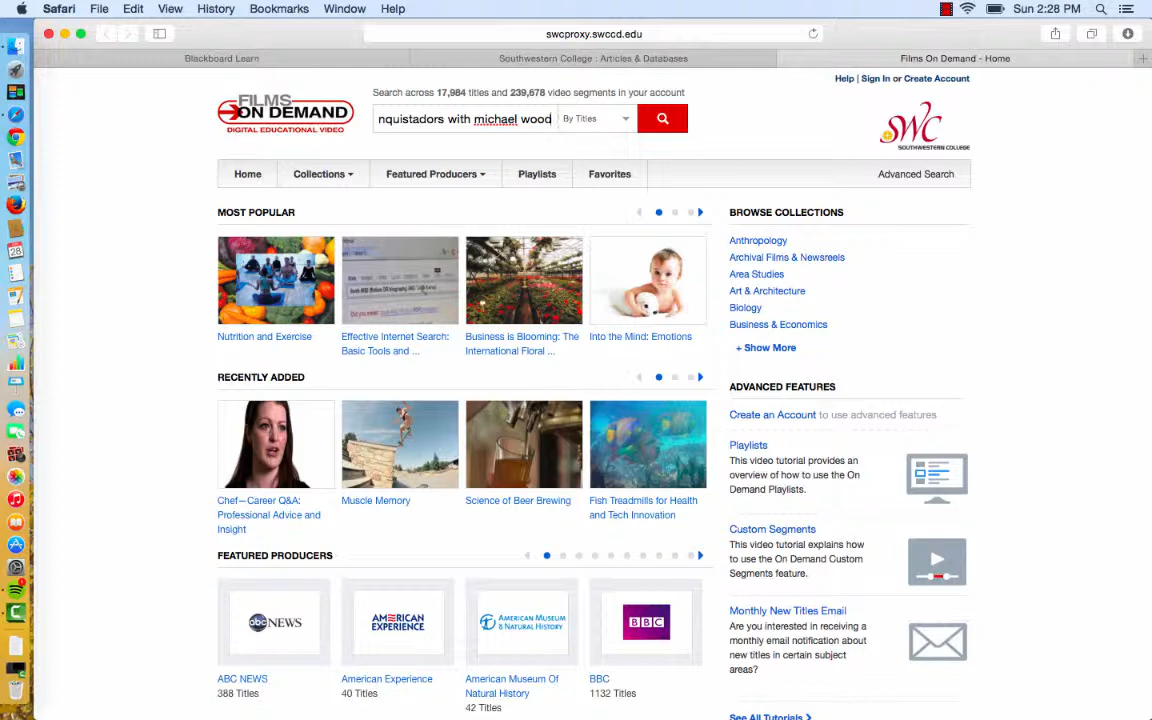 Safari File Edit View History Bookmarks Window Help
Sun 2:28 PM
swcproxy.swccd.edu
Blackboard Learn
Southwestern College : Articles & Databases
Films On Demand - Home
Help | Sign In or Create Account
FILMS
ON DEMAND
DIGITAL EDUCATIONAL VIDEO
Search across 17,984 titles and 239,678 video segments in your account
nquistadors with michael wood
By Titles
SWC
SOUTHWESTERN COLLEGE
Home
Collections
Featured Producers
Playlists
Favorites
Advanced Search
MOST POPULAR
Nutrition and Exercise
Effective Internet Search:
Basic Tools and ...
Business is Blooming: The
International Floral ...
Into the Mind: Emotions
RECENTLY ADDED
Chef—Career Q&A:
Professional Advice and
Insight
Muscle Memory
Science of Beer Brewing
Fish Treadmills for Health
and Tech Innovation
FEATURED PRODUCERS
abc NEWS
AMERICAN
EXPERIENCE
AMERICAN MUSEUM
& NATURAL HISTORY
BBC
ABC NEWS
388 Titles
American Experience
40 Titles
American Museum Of
Natural History
42 Titles
BBC
1132 Titles
BROWSE COLLECTIONS
Anthropology
Archival Films & Newsreels
Area Studies
Art & Architecture
Biology
Business & Economics
+ Show More
ADVANCED FEATURES
Create an Account to use advanced features
Playlists
This video tutorial provides an
overview of how to use the On
Demand Playlists.
Custom Segments
This video tutorial explains how
to use the On Demand Custom
Segments feature.
Monthly New Titles Email
Are you interested in receiving a
monthly email notification about
new titles in certain subject
areas?
See All Tutorials
28